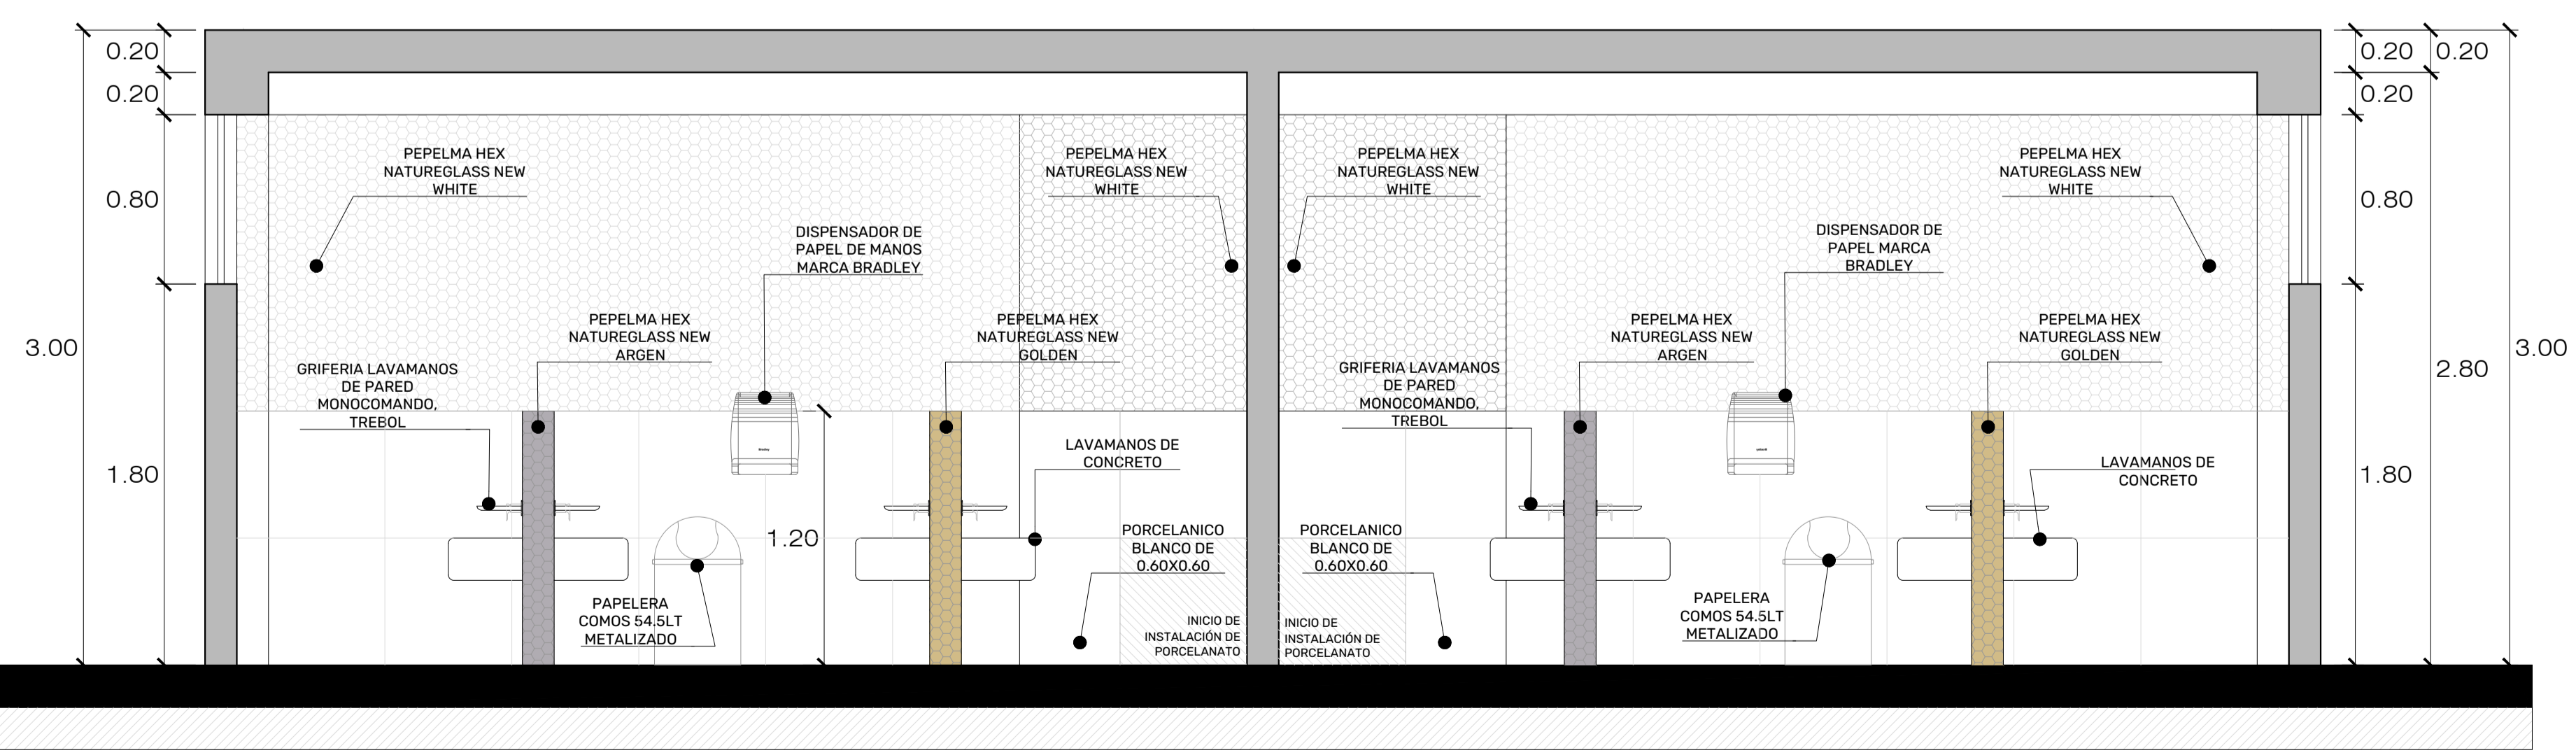 0.20
0.20
0.80
3.00
1.80
PEPELMA HEX
NATUREGLASS NEW
WHITE
PEPELMA HEX
NATUREGLASS NEW
WHITE
PEPELMA HEX
NATUREGLASS NEW
WHITE
PEPELMA HEX
NATUREGLASS NEW
WHITE
DISPENSADOR DE
PAPEL DE MANOS
MARCA BRADLEY
DISPENSADOR DE
PAPEL MARCA
BRADLEY
PEPELMA HEX
NATUREGLASS NEW
ARGEN
PEPELMA HEX
NATUREGLASS NEW
GOLDEN
PEPELMA HEX
NATUREGLASS NEW
ARGEN
PEPELMA HEX
NATUREGLASS NEW
GOLDEN
GRIFERIA LAVAMANOS
DE PARED
MONOCOMANDO,
TREBOL
GRIFERIA LAVAMANOS
DE PARED
MONOCOMANDO,
TREBOL
Bradley
LAVAMANOS DE
CONCRETO
LAVAMANOS DE
CONCRETO
1.20
PORCELANICO
BLANCO DE
0.60X0.60
PORCELANICO
BLANCO DE
0.60X0.60
PAPELERA
COMOS 54.5LT
METALIZADO
PAPELERA
COMOS 54.5LT
METALIZADO
INICIO DE
INSTALACIÓN DE
PORCELANATO
INICIO DE
INSTALACIÓN DE
PORCELANATO
0.20
0.20
0.20
0.80
3.00
2.80
1.80